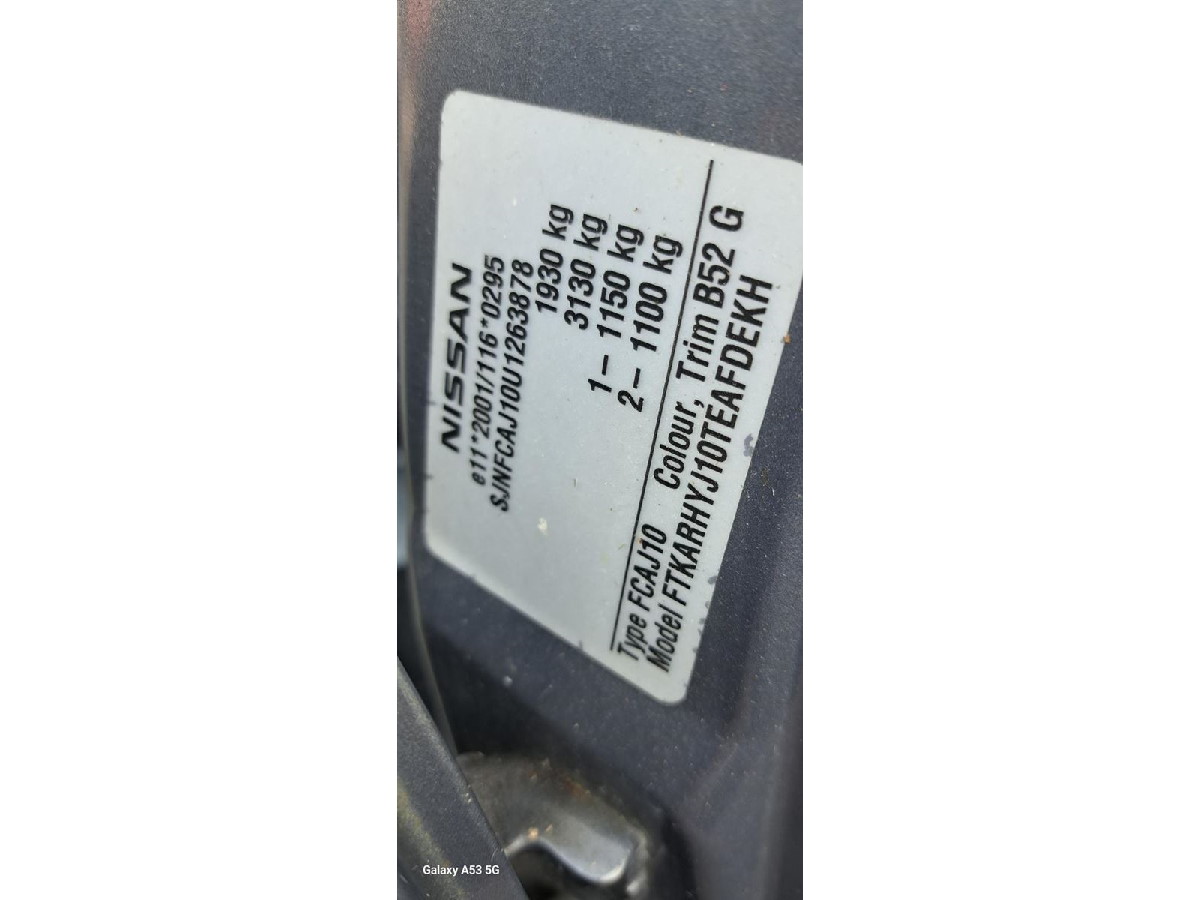 NISSAN
e11*2001/116*0295
SJNFCAJ10U1263878
1930 kg
3130 kg
1– 1150 kg
2– 1100 kg
Type FCAJ10 Colour, Trim B52 G
Model FTKARHYJ10TEAFDEKH
Galaxy A53 5G